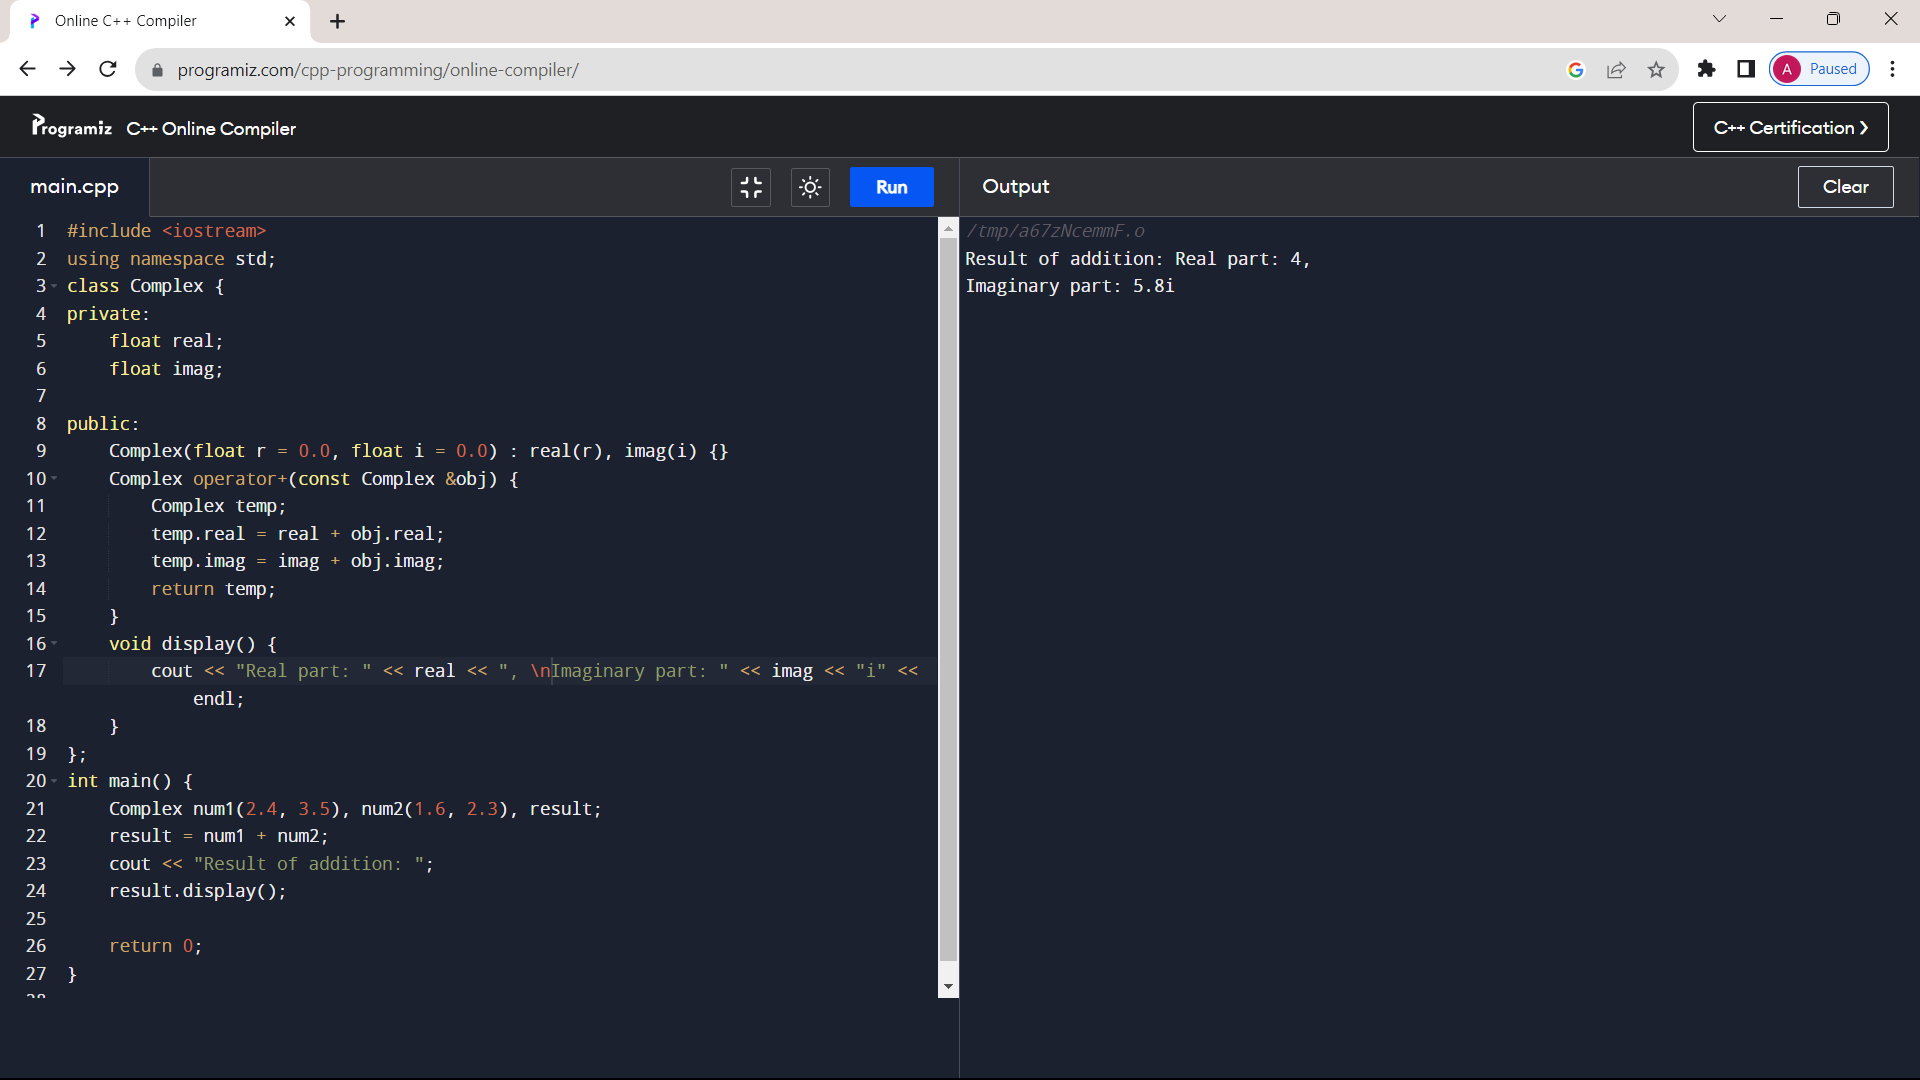 Online C++ Compiler
programiz.com/cpp-programming/online-compiler/
A Paused
Programiz C++ Online Compiler
C++ Certification ❯
main.cpp
Run
Output
Clear
1 #include <iostream>
2 using namespace std;
3 class Complex {
4 private:
5     float real;
6     float imag;
7
8 public:
9     Complex(float r = 0.0, float i = 0.0) : real(r), imag(i) {}
10     Complex operator+(const Complex &obj) {
11         Complex temp;
12         temp.real = real + obj.real;
13         temp.imag = imag + obj.imag;
14         return temp;
15     }
16     void display() {
17         cout << "Real part: " << real << ", \nImaginary part: " << imag << "i" <<
            endl;
18     }
19 };
20 int main() {
21     Complex num1(2.4, 3.5), num2(1.6, 2.3), result;
22     result = num1 + num2;
23     cout << "Result of addition: ";
24     result.display();
25
26     return 0;
27 }
28
/tmp/a67zNcemmF.o
Result of addition: Real part: 4,
Imaginary part: 5.8i